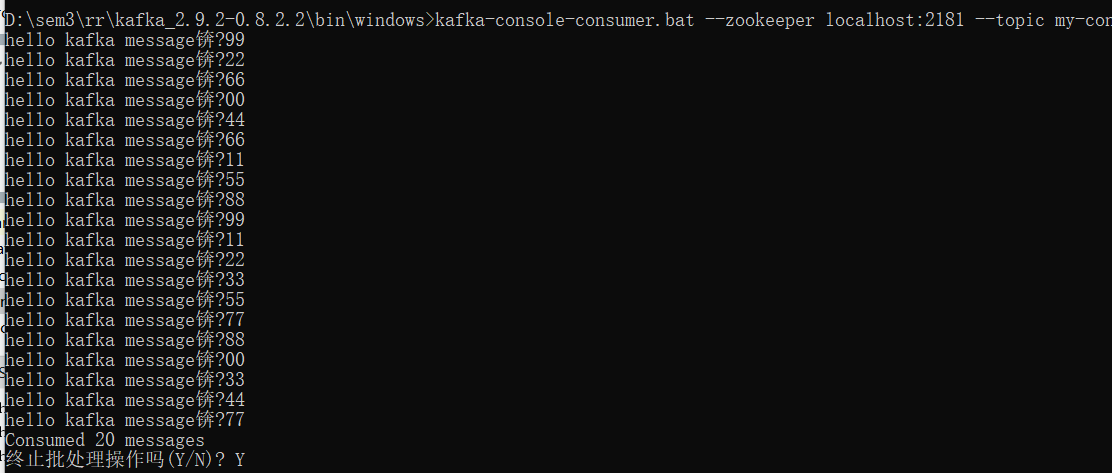 D:\sem3\rr\kafka_2.9.2-0.8.2.2\bin\windows>kafka-console-consumer.bat --zookeeper localhost:2181 --topic my-con
hello kafka message锛?99
hello kafka message锛?22
hello kafka message锛?66
hello kafka message锛?00
hello kafka message锛?44
hello kafka message锛?66
hello kafka message锛?11
hello kafka message锛?55
hello kafka message锛?88
hello kafka message锛?99
hello kafka message锛?11
hello kafka message锛?22
hello kafka message锛?33
hello kafka message锛?55
hello kafka message锛?77
hello kafka message锛?88
hello kafka message锛?00
hello kafka message锛?33
hello kafka message锛?44
hello kafka message锛?77
Consumed 20 messages
终止批处理操作吗(Y/N)? Y